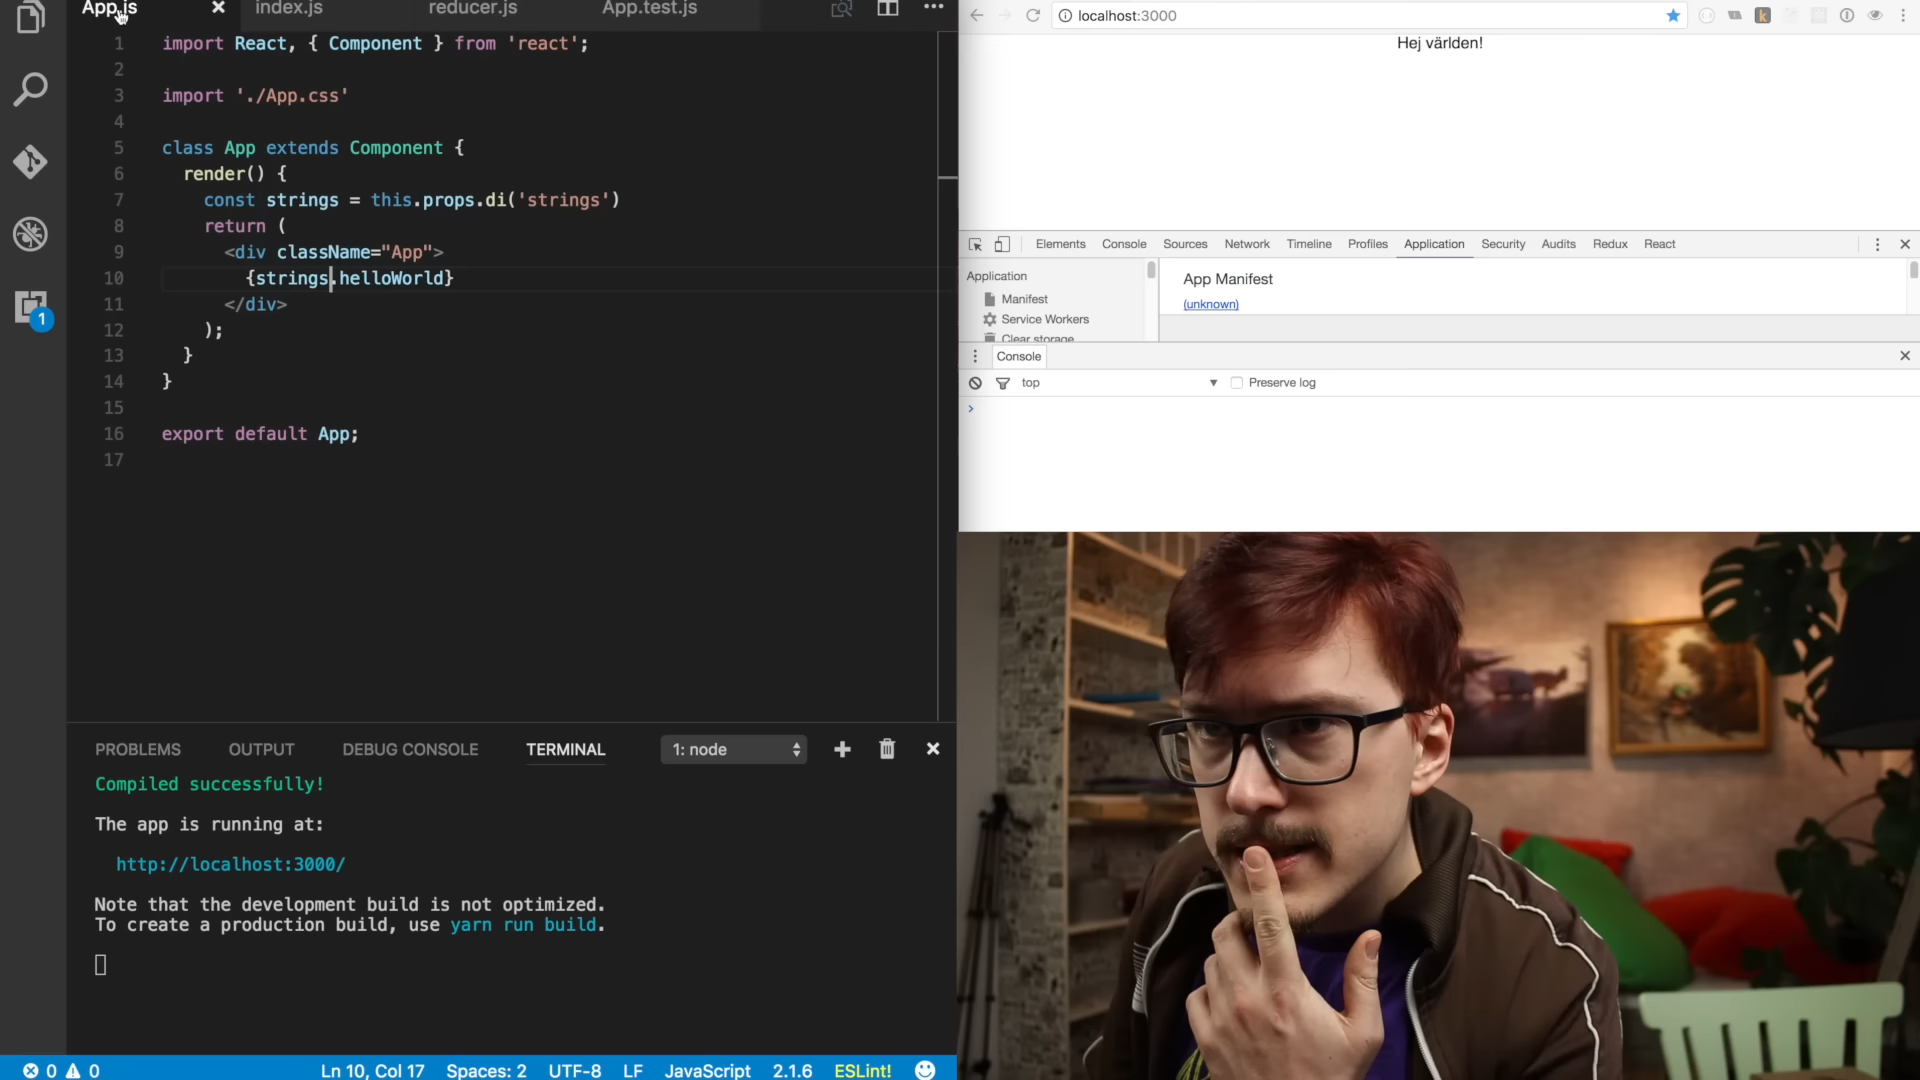 App.js
index.js
reducer.js
App.test.js
1 import React, { Component } from 'react';
2
3 import './App.css'
4
5 class App extends Component {
6 render() {
7 const strings = this.props.di('strings')
8 return (
9 <div className="App">
10 {strings.helloWorld}
11 </div>
12 );
13 }
14 }
15
16 export default App;
17
1
PROBLEMS OUTPUT DEBUG CONSOLE TERMINAL 1: node
Compiled successfully!
The app is running at:
http://localhost:3000/
Note that the development build is not optimized.
To create a production build, use yarn run build.
0 0 Ln 10, Col 17 Spaces: 2 UTF-8 LF JavaScript 2.1.6 ESLint!
localhost:3000
k
Hej världen!
Elements Console Sources Network Timeline Profiles Application Security Audits Redux React
Application
Manifest
Service Workers
Clear storage
App Manifest
(unknown)
Console
top
Preserve log